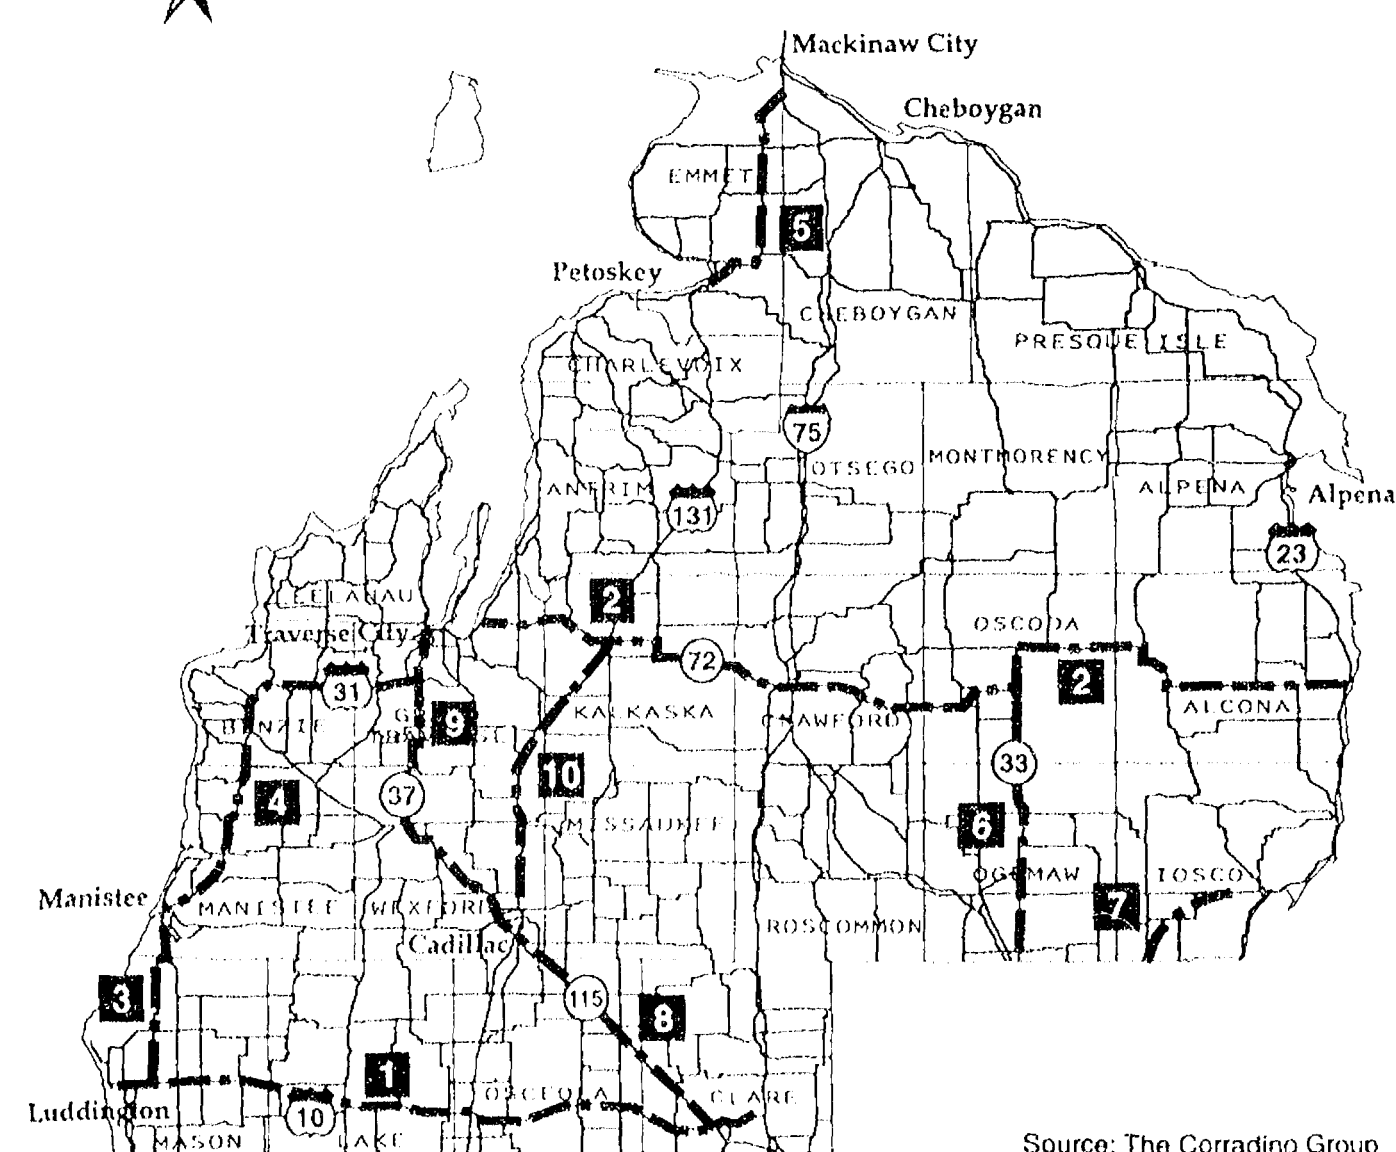 Mackinaw City
Cheboygan
EMMET
5
Petoskey
CHEBOYGAN
PRESQUE ISLE
CHARLEVOIX
75
OTSEGO
MONTMORENCY
ANTRIM
ALPENA
Alpena
131
23
LEELANAU
2
OSCODA
Traverse City
72
31
2
BENZIE
9
KALKASKA
CRAWFORD
ALCONA
10
33
4
37
MISSAUKEE
6
OGEMAW
IOSCO
7
Manistee
MANISTEE
WEXFORD
ROSCOMMON
Cadillac
3
115
8
1
OSCEOLA
CLARE
Luddington
10
MASON
LAKE
Source: The Corradino Group